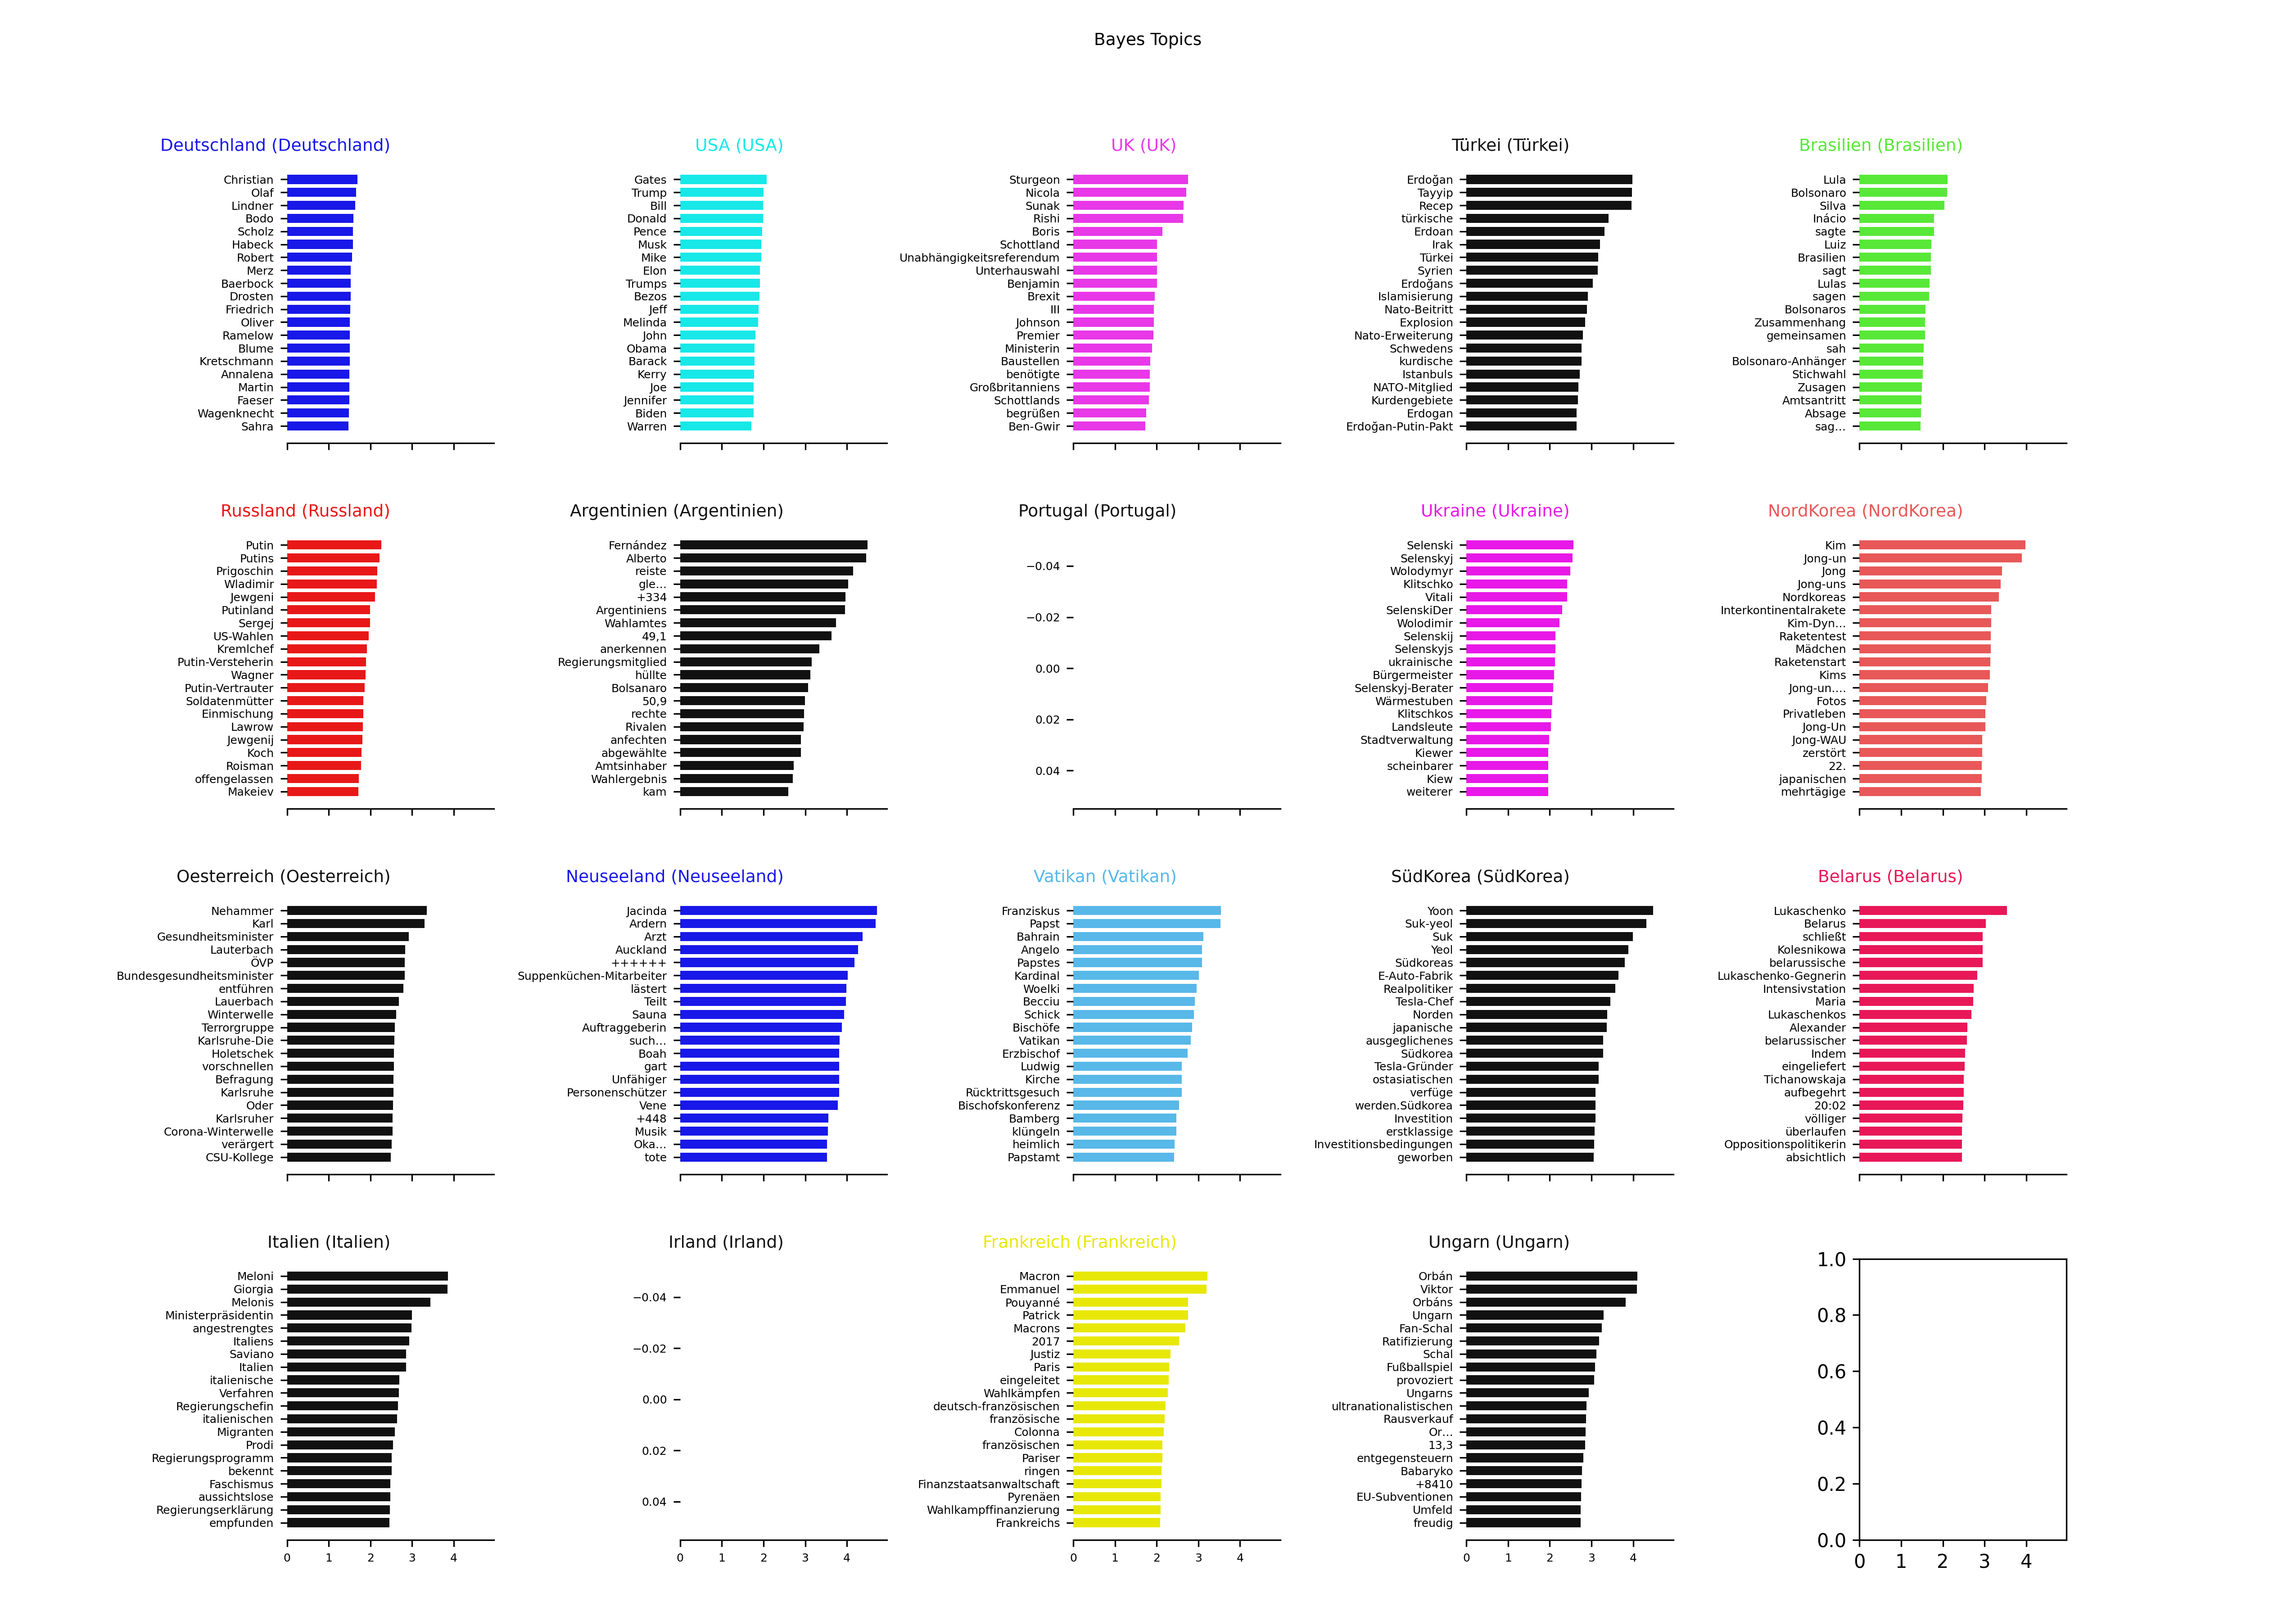 Bayes Topics
Deutschland (Deutschland)
Christian
Olaf
Lindner
Bodo
Scholz
Habeck
Robert
Merz
Baerbock
Drosten
Friedrich
Oliver
Ramelow
Blume
Kretschmann
Annalena
Martin
Faeser
Wagenknecht
Sahra
USA (USA)
Gates
Trump
Bill
Donald
Pence
Musk
Mike
Elon
Trumps
Bezos
Jeff
Melinda
John
Obama
Barack
Kerry
Joe
Jennifer
Biden
Warren
UK (UK)
Sturgeon
Nicola
Sunak
Rishi
Boris
Schottland
Unabhängigkeitsreferendum
Unterhauswahl
Benjamin
Brexit
III
Johnson
Premier
Ministerin
Baustellen
benötigte
Großbritanniens
Schottlands
begrüßen
Ben-Gwir
Türkei (Türkei)
Erdoğan
Tayyip
Recep
türkische
Erdoan
Irak
Türkei
Syrien
Erdoğans
Islamisierung
Nato-Beitritt
Explosion
Nato-Erweiterung
Schwedens
kurdische
Istanbuls
NATO-Mitglied
Kurdengebiete
Erdogan
Erdoğan-Putin-Pakt
Brasilien (Brasilien)
Lula
Bolsonaro
Silva
Inácio
sagte
Luiz
Brasilien
sagt
Lulas
sagen
Bolsonaros
Zusammenhang
gemeinsamen
sah
Bolsonaro-Anhänger
Stichwahl
Zusagen
Amtsantritt
Absage
sag…
Russland (Russland)
Putin
Putins
Prigoschin
Wladimir
Jewgeni
Putinland
Sergej
US-Wahlen
Kremlchef
Putin-Versteherin
Wagner
Putin-Vertrauter
Soldatenmütter
Einmischung
Lawrow
Jewgenij
Koch
Roisman
offengelassen
Makeiev
Argentinien (Argentinien)
Fernández
Alberto
reiste
gle…
+334
Argentiniens
Wahlamtes
49,1
anerkennen
Regierungsmitglied
hüllte
Bolsanaro
50,9
rechte
Rivalen
anfechten
abgewählte
Amtsinhaber
Wahlergebnis
kam
Portugal (Portugal)
−0.04
−0.02
0.00
0.02
0.04
Ukraine (Ukraine)
Selenski
Selenskyj
Wolodymyr
Klitschko
Vitali
SelenskiDer
Wolodimir
Selenskij
Selenskyjs
ukrainische
Bürgermeister
Selenskyj-Berater
Wärmestuben
Klitschkos
Landsleute
Stadtverwaltung
Kiewer
scheinbarer
Kiew
weiterer
NordKorea (NordKorea)
Kim
Jong-un
Jong
Jong-uns
Nordkoreas
Interkontinentalrakete
Kim-Dyn…
Raketentest
Mädchen
Raketenstart
Kims
Jong-un.…
Fotos
Privatleben
Jong-Un
Jong-WAU
zerstört
22.
japanischen
mehrtägige
Oesterreich (Oesterreich)
Nehammer
Karl
Gesundheitsminister
Lauterbach
ÖVP
Bundesgesundheitsminister
entführen
Lauerbach
Winterwelle
Terrorgruppe
Karlsruhe-Die
Holetschek
vorschnellen
Befragung
Karlsruhe
Oder
Karlsruher
Corona-Winterwelle
verärgert
CSU-Kollege
Neuseeland (Neuseeland)
Jacinda
Ardern
Arzt
Auckland
++++++
Suppenküchen-Mitarbeiter
lästert
Teilt
Sauna
Auftraggeberin
such…
Boah
gart
Unfähiger
Personenschützer
Vene
+448
Musik
Oka…
tote
Vatikan (Vatikan)
Franziskus
Papst
Bahrain
Angelo
Papstes
Kardinal
Woelki
Becciu
Schick
Bischöfe
Vatikan
Erzbischof
Ludwig
Kirche
Rücktrittsgesuch
Bischofskonferenz
Bamberg
klüngeln
heimlich
Papstamt
SüdKorea (SüdKorea)
Yoon
Suk-yeol
Suk
Yeol
Südkoreas
E-Auto-Fabrik
Realpolitiker
Tesla-Chef
Norden
japanische
ausgeglichenes
Südkorea
Tesla-Gründer
ostasiatischen
verfüge
werden.Südkorea
Investition
erstklassige
Investitionsbedingungen
geworben
Belarus (Belarus)
Lukaschenko
Belarus
schließt
Kolesnikowa
belarussische
Lukaschenko-Gegnerin
Intensivstation
Maria
Lukaschenkos
Alexander
belarussischer
Indem
eingeliefert
Tichanowskaja
aufbegehrt
20:02
völliger
überlaufen
Oppositionspolitikerin
absichtlich
Italien (Italien)
Meloni
Giorgia
Melonis
Ministerpräsidentin
angestrengtes
Italiens
Saviano
Italien
italienische
Verfahren
Regierungschefin
italienischen
Migranten
Prodi
Regierungsprogramm
bekennt
Faschismus
aussichtslose
Regierungserklärung
empfunden
0 1 2 3 4
Irland (Irland)
−0.04
−0.02
0.00
0.02
0.04
0 1 2 3 4
Frankreich (Frankreich)
Macron
Emmanuel
Pouyanné
Patrick
Macrons
2017
Justiz
Paris
eingeleitet
Wahlkämpfen
deutsch-französischen
französische
Colonna
französischen
Pariser
ringen
Finanzstaatsanwaltschaft
Pyrenäen
Wahlkampffinanzierung
Frankreichs
0 1 2 3 4
Ungarn (Ungarn)
Orbán
Viktor
Orbáns
Ungarn
Fan-Schal
Ratifizierung
Schal
Fußballspiel
provoziert
Ungarns
ultranationalistischen
Rausverkauf
Or…
13,3
entgegensteuern
Babaryko
+8410
EU-Subventionen
Umfeld
freudig
0 1 2 3 4
1.0
0.8
0.6
0.4
0.2
0.0
0 1 2 3 4